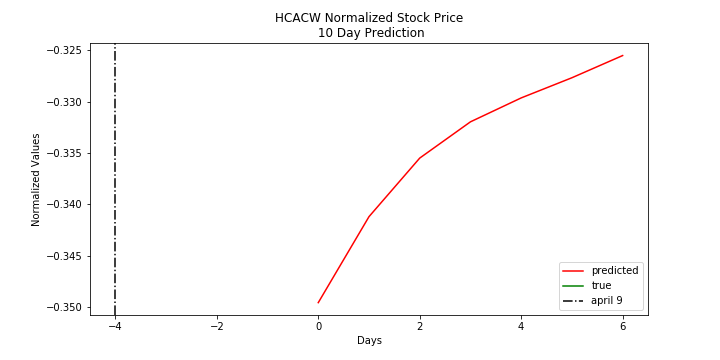 HCACW Normalized Stock Price
10 Day Prediction
Normalized Values
−0.325
−0.330
−0.335
−0.340
−0.345
−0.350
−4
−2
0
2
4
6
Days
predicted
true
april 9